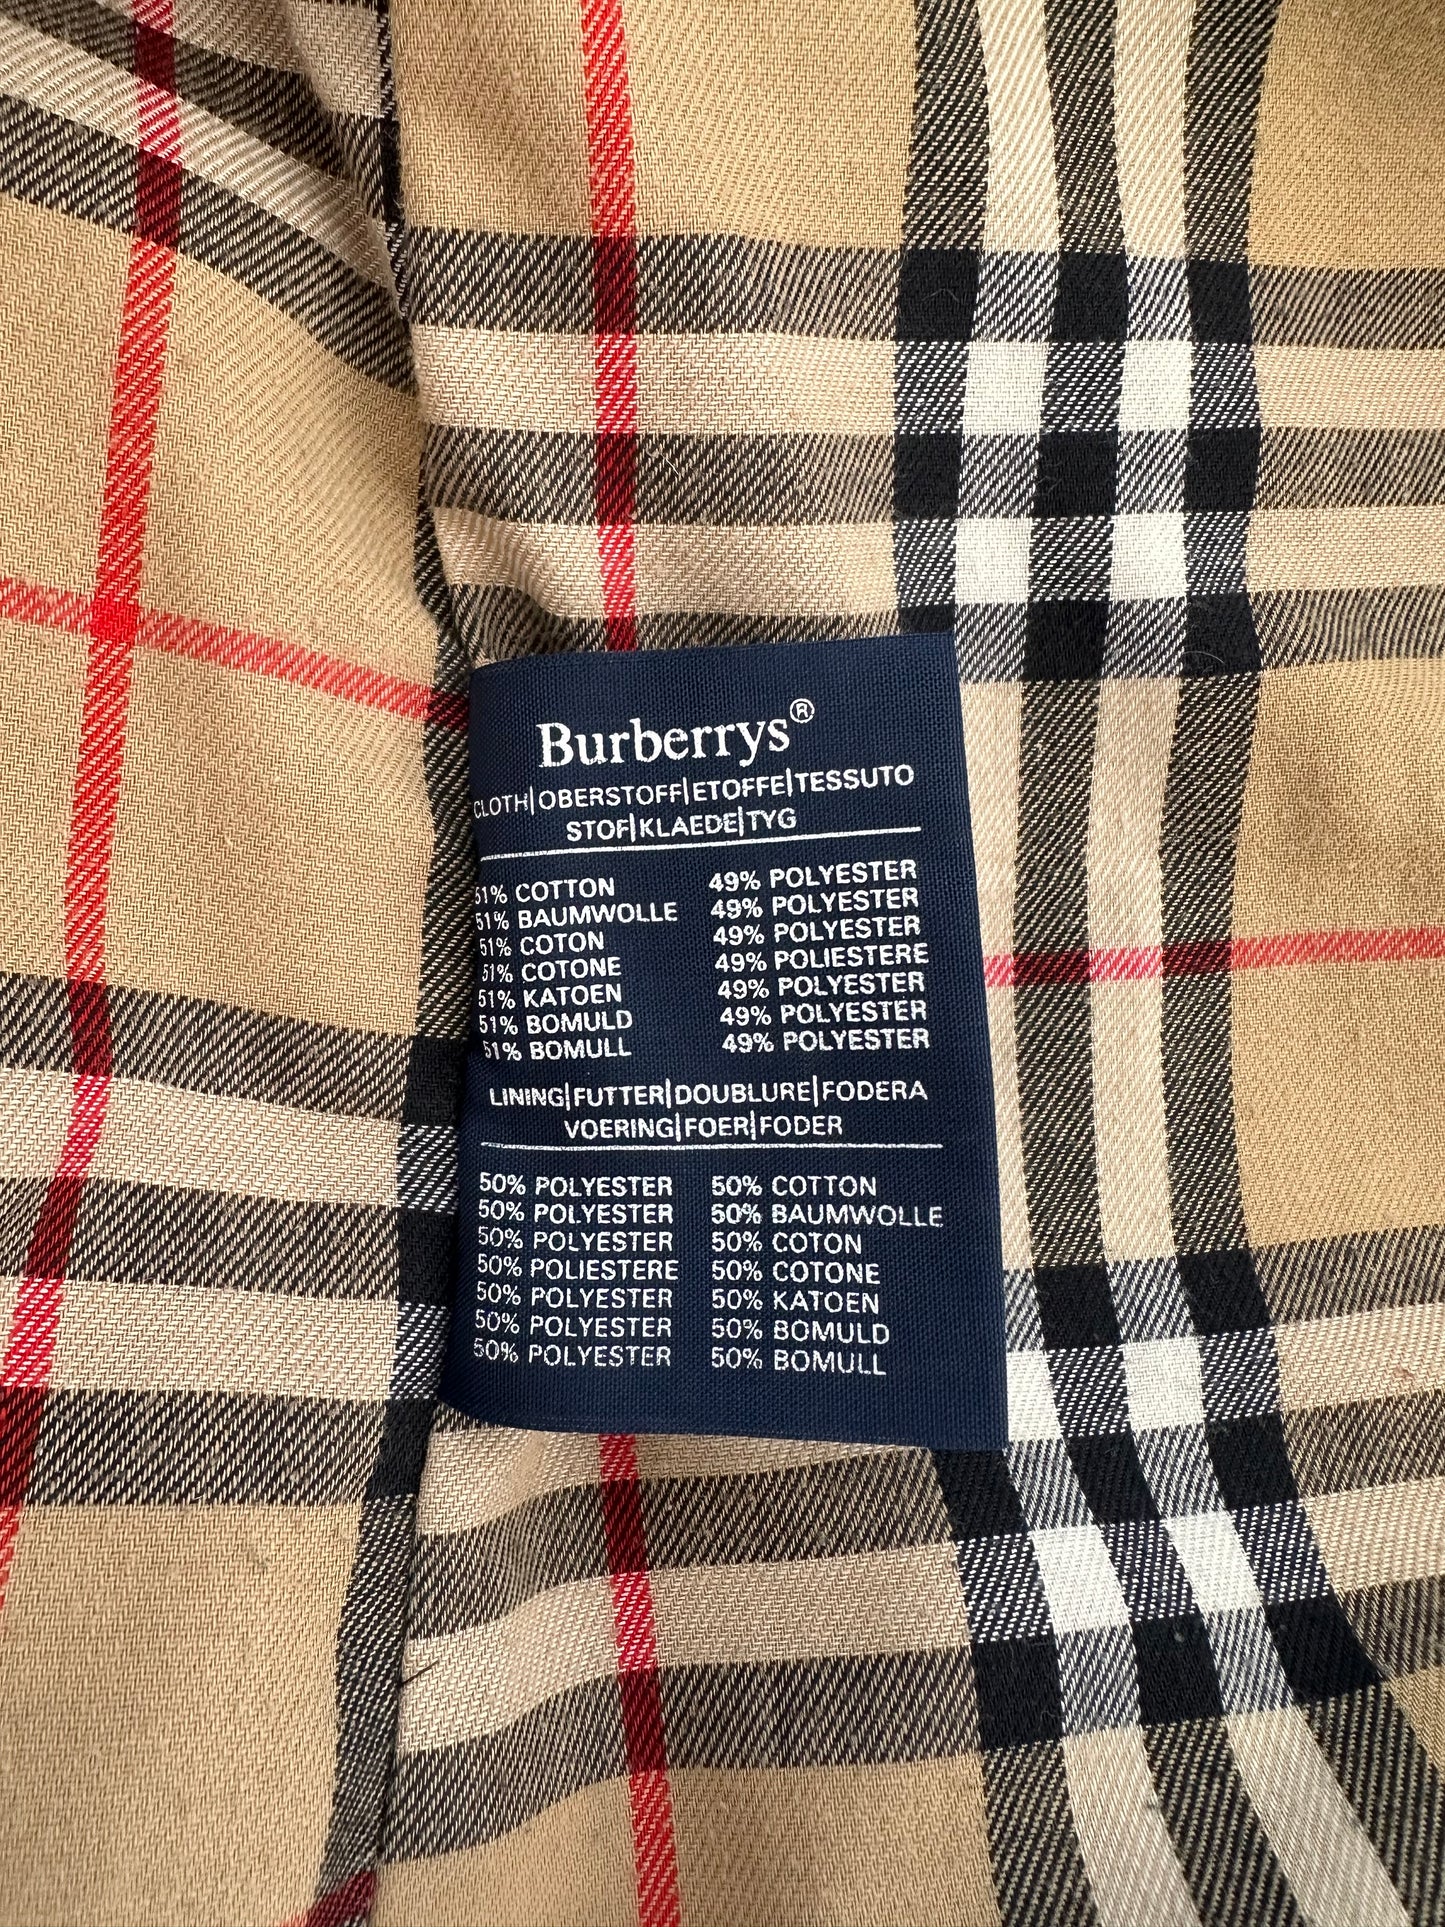 Burberrys®
CLOTH|OBERSTOFF|ETOFFE|TESSUTO
STOF|KLAEDE|TYG
51% COTTON 49% POLYESTER
51% BAUMWOLLE 49% POLYESTER
51% COTON 49% POLYESTER
51% COTONE 49% POLIESTERE
51% KATOEN 49% POLYESTER
51% BOMULD 49% POLYESTER
51% BOMULL 49% POLYESTER
LINING|FUTTER|DOUBLURE|FODERA
VOERING|FOER|FODER
50% POLYESTER 50% COTTON
50% POLYESTER 50% BAUMWOLLE
50% POLYESTER 50% COTON
50% POLIESTERE 50% COTONE
50% POLYESTER 50% KATOEN
50% POLYESTER 50% BOMULD
50% POLYESTER 50% BOMULL